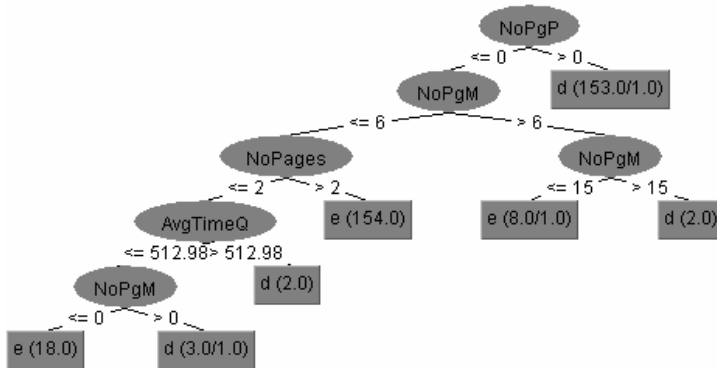 NoPgP
<= 0 > 0
NoPgM d (153.0/1.0)
<= 6 > 6
NoPages NoPgM
<= 2 > 2 <= 15 > 15
AvgTimeQ e (154.0) e (8.0/1.0) d (2.0)
<= 512.98 > 512.98
NoPgM d (2.0)
<= 0 > 0
e (18.0) d (3.0/1.0)